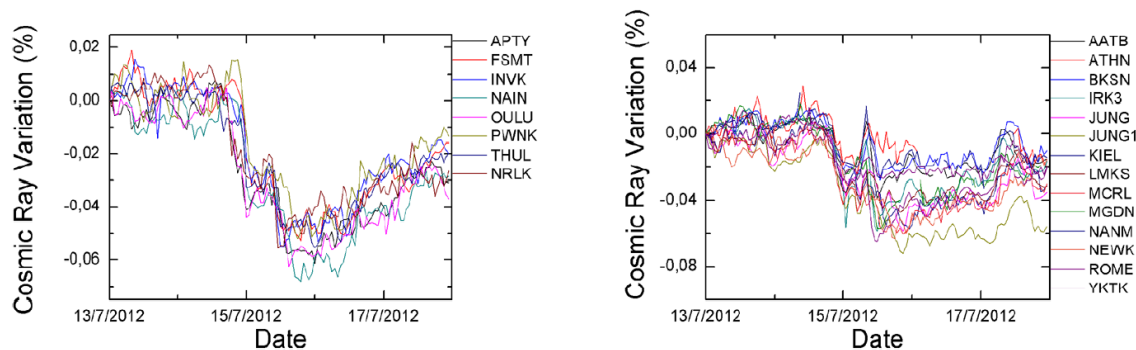 Cosmic Ray Variation (%)
0,02
0,00
-0,02
-0,04
-0,06
13/7/2012 15/7/2012 17/7/2012
Date
APTY
FSMT
INVK
NAIN
OULU
PWNK
THUL
NRLK
Cosmic Ray Variation (%)
0,04
0,00
-0,04
-0,08
13/7/2012 15/7/2012 17/7/2012
Date
AATB
ATHN
BKSN
IRK3
JUNG
JUNG1
KIEL
LMKS
MCRL
MGDN
NANM
NEWK
ROME
YKTK